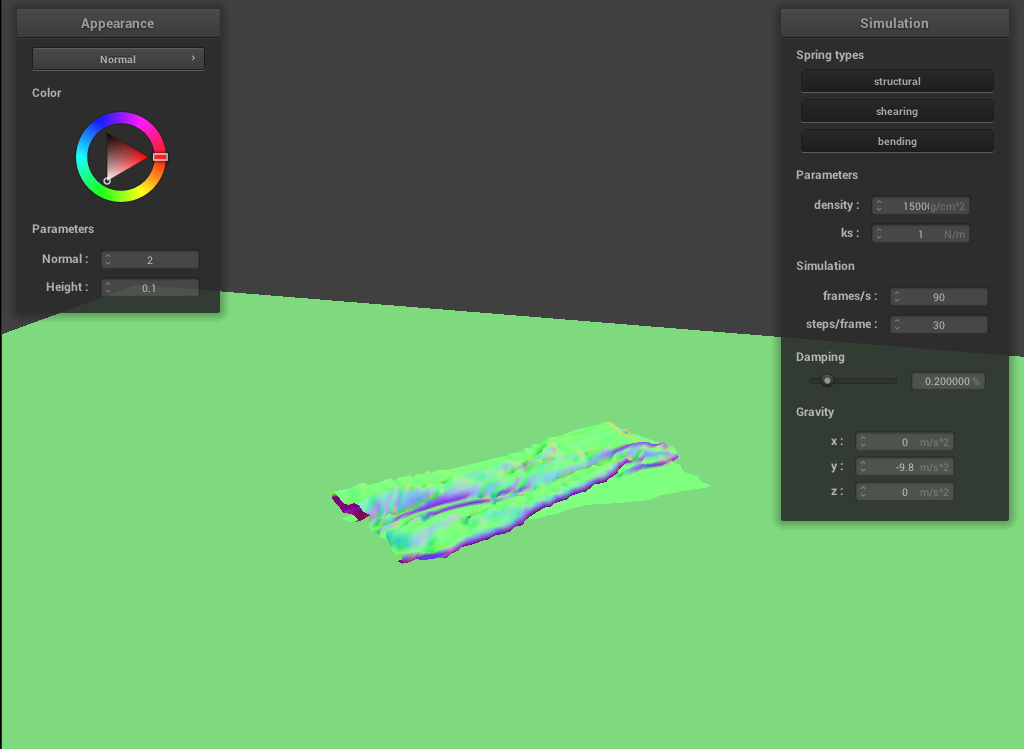 Appearance
Normal
Color
Parameters
Normal : 2
Height : 0.1
Simulation
Spring types
structural
shearing
bending
Parameters
density : 1500 g/cm^2
ks : 1 N/m
Simulation
frames/s : 90
steps/frame : 30
Damping
0.200000 %
Gravity
x : 0 m/s^2
y : -9.8 m/s^2
z : 0 m/s^2